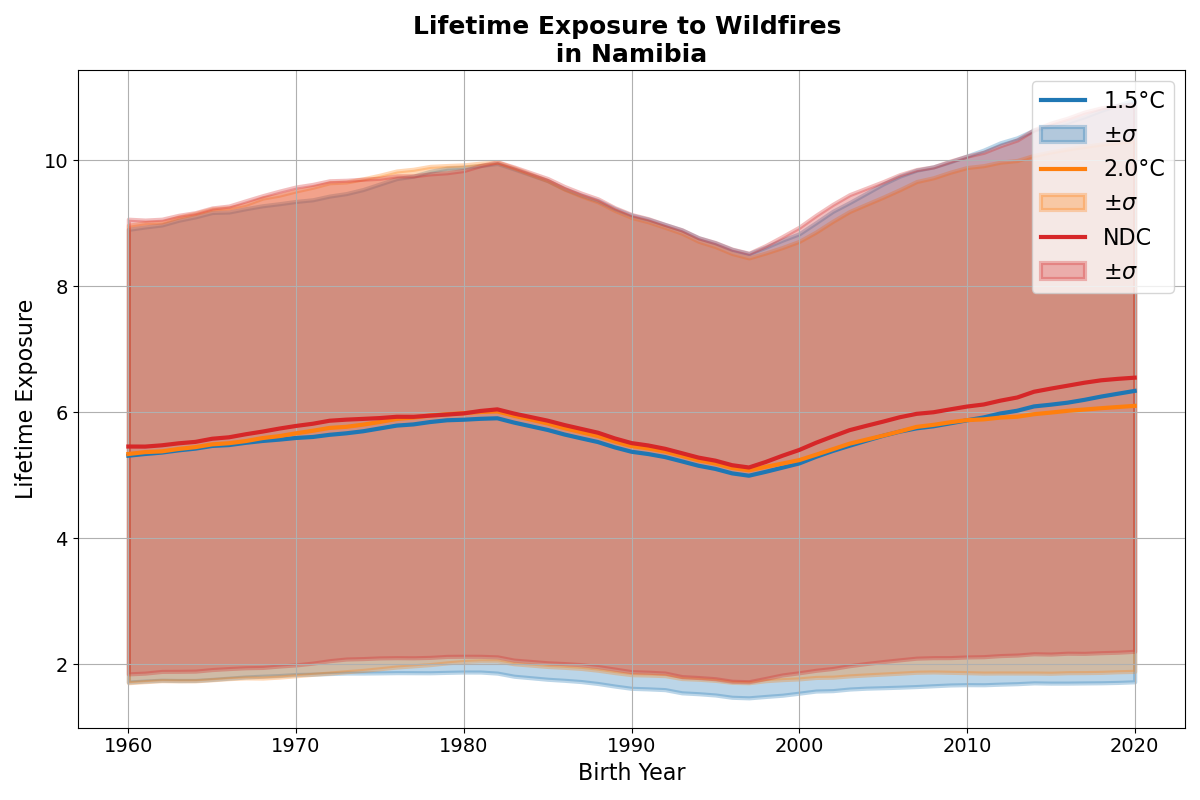 Lifetime Exposure to Wildfires
in Namibia
Lifetime Exposure
10
8
6
4
2
1960 1970 1980 1990 2000 2010 2020
Birth Year
1.5°C
±σ
2.0°C
±σ
NDC
±σ